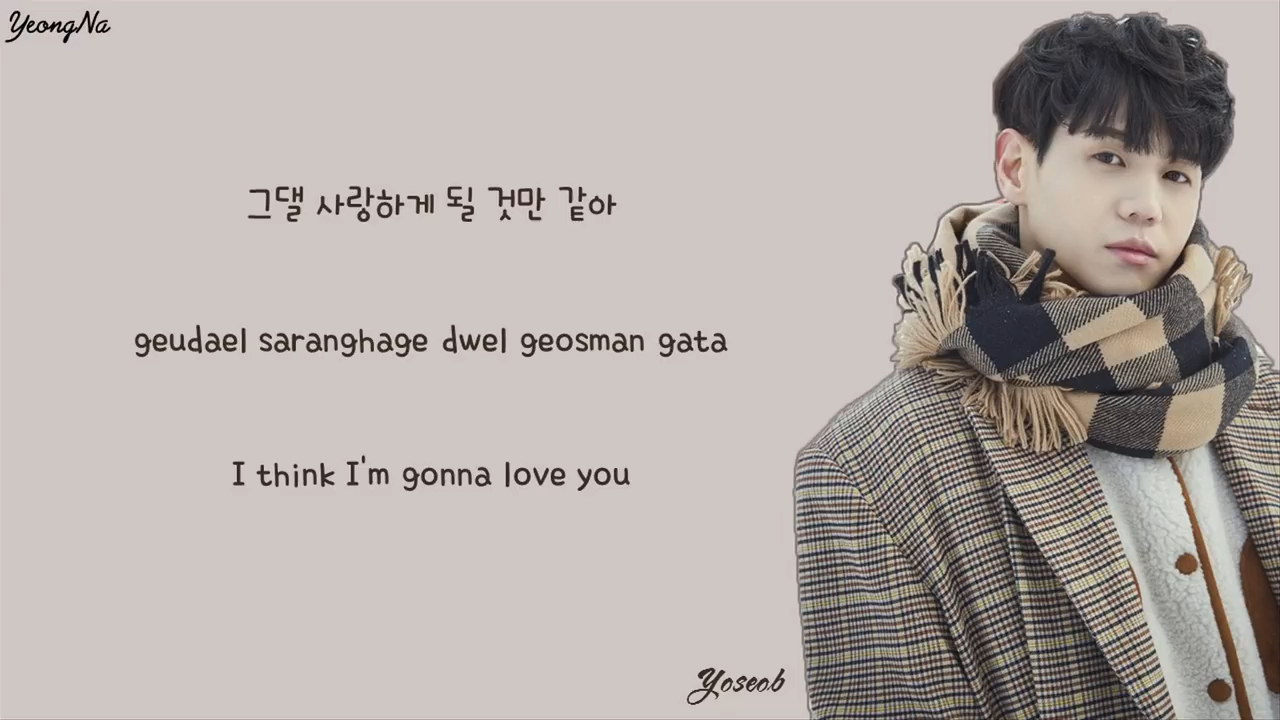 YeongNa
그댈 사랑하게 될 것만 같아
geudael saranghage dwel geosman gata
I think I'm gonna love you
Yoseob